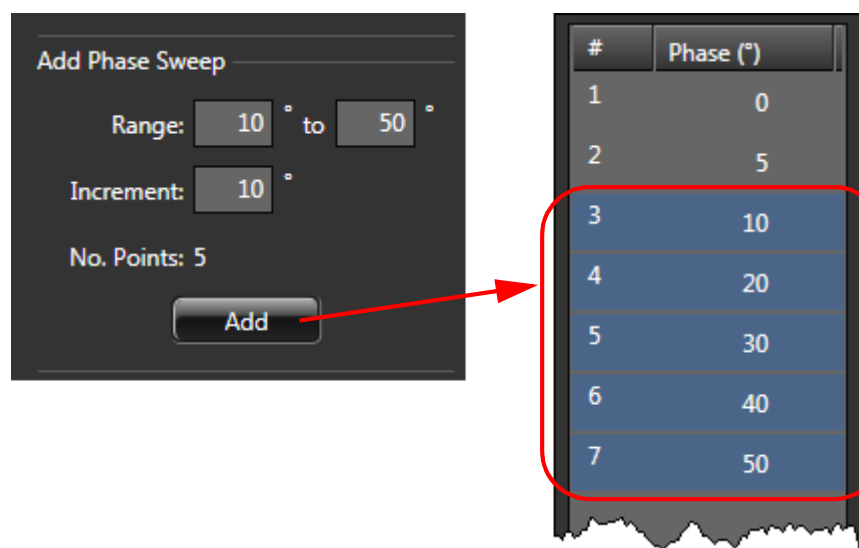 Add Phase Sweep
Range: 10 ° to 50 °
Increment: 10 °
No. Points: 5
Add
# Phase (°)
1 0
2 5
3 10
4 20
5 30
6 40
7 50